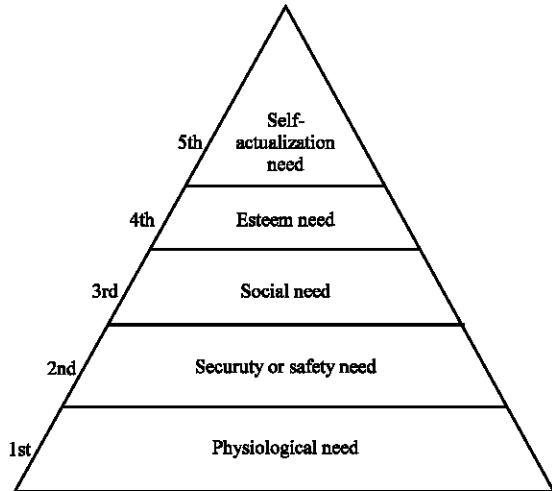 Self-
actualization
need
5th
4th
Esteem need
3rd
Social need
2nd
Securuty or safety need
1st
Physiological need